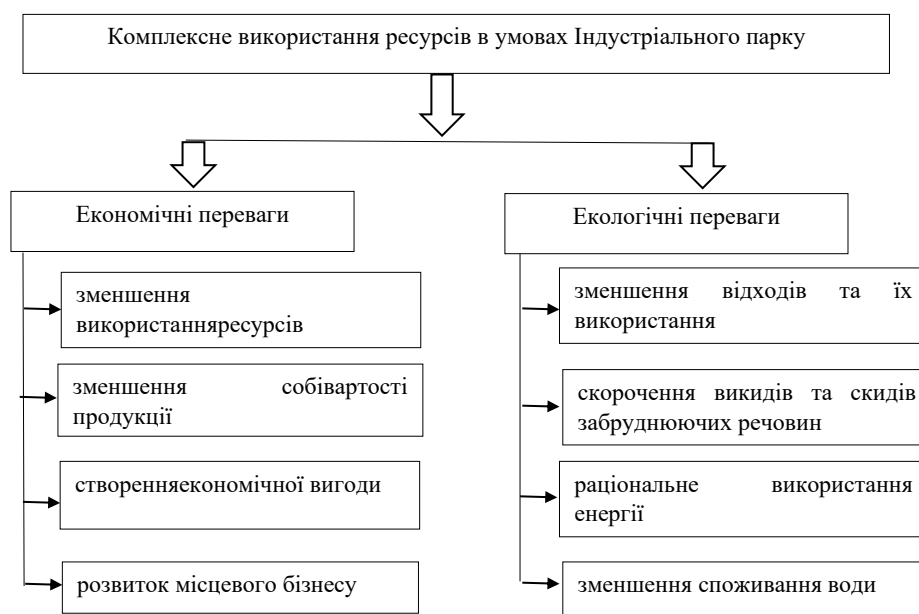 Комплексне використання ресурсів в умовах Індустріального парку
Економічні переваги
зменшення
використанняресурсів
зменшення собівартості
продукції
створенняекономічної вигоди
розвиток місцевого бізнесу
Екологічні переваги
зменшення відходів та їх
використання
скорочення викидів та скидів
забруднюючих речовин
раціональне використання
енергії
зменшення споживання води